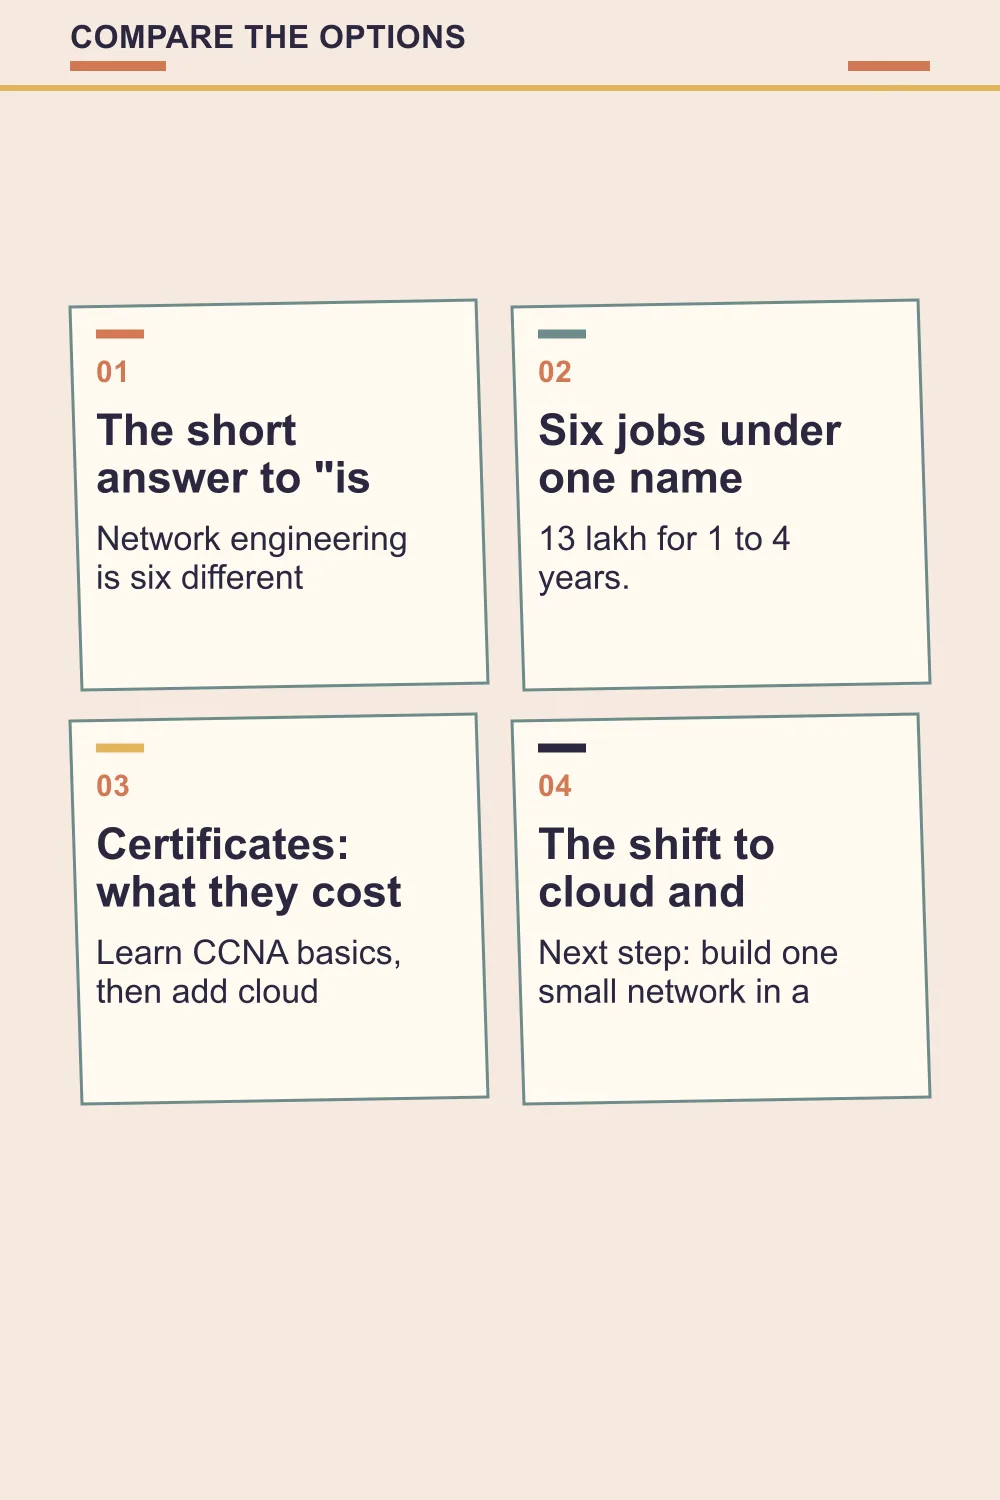 COMPARE THE OPTIONS
01
The short
answer to "is
Network engineering
is six different
02
Six jobs under
one name
13 lakh for 1 to 4
years.
03
Certificates:
what they cost
Learn CCNA basics,
then add cloud
04
The shift to
cloud and
Next step: build one
small network in a